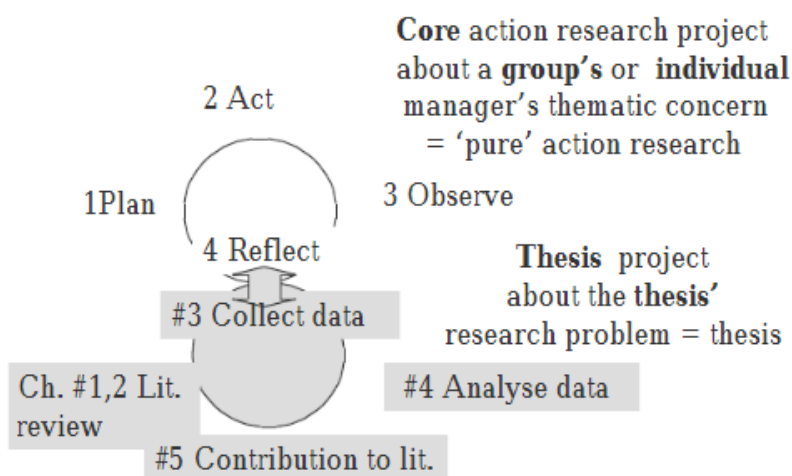 Core action research project
about a group's or individual
manager's thematic concern
= ‘pure’ action research
2 Act
1Plan
3 Observe
4 Reflect
Thesis project
about the thesis’
research problem = thesis
#3 Collect data
Ch. #1,2 Lit.
review
#4 Analyse data
#5 Contribution to lit.